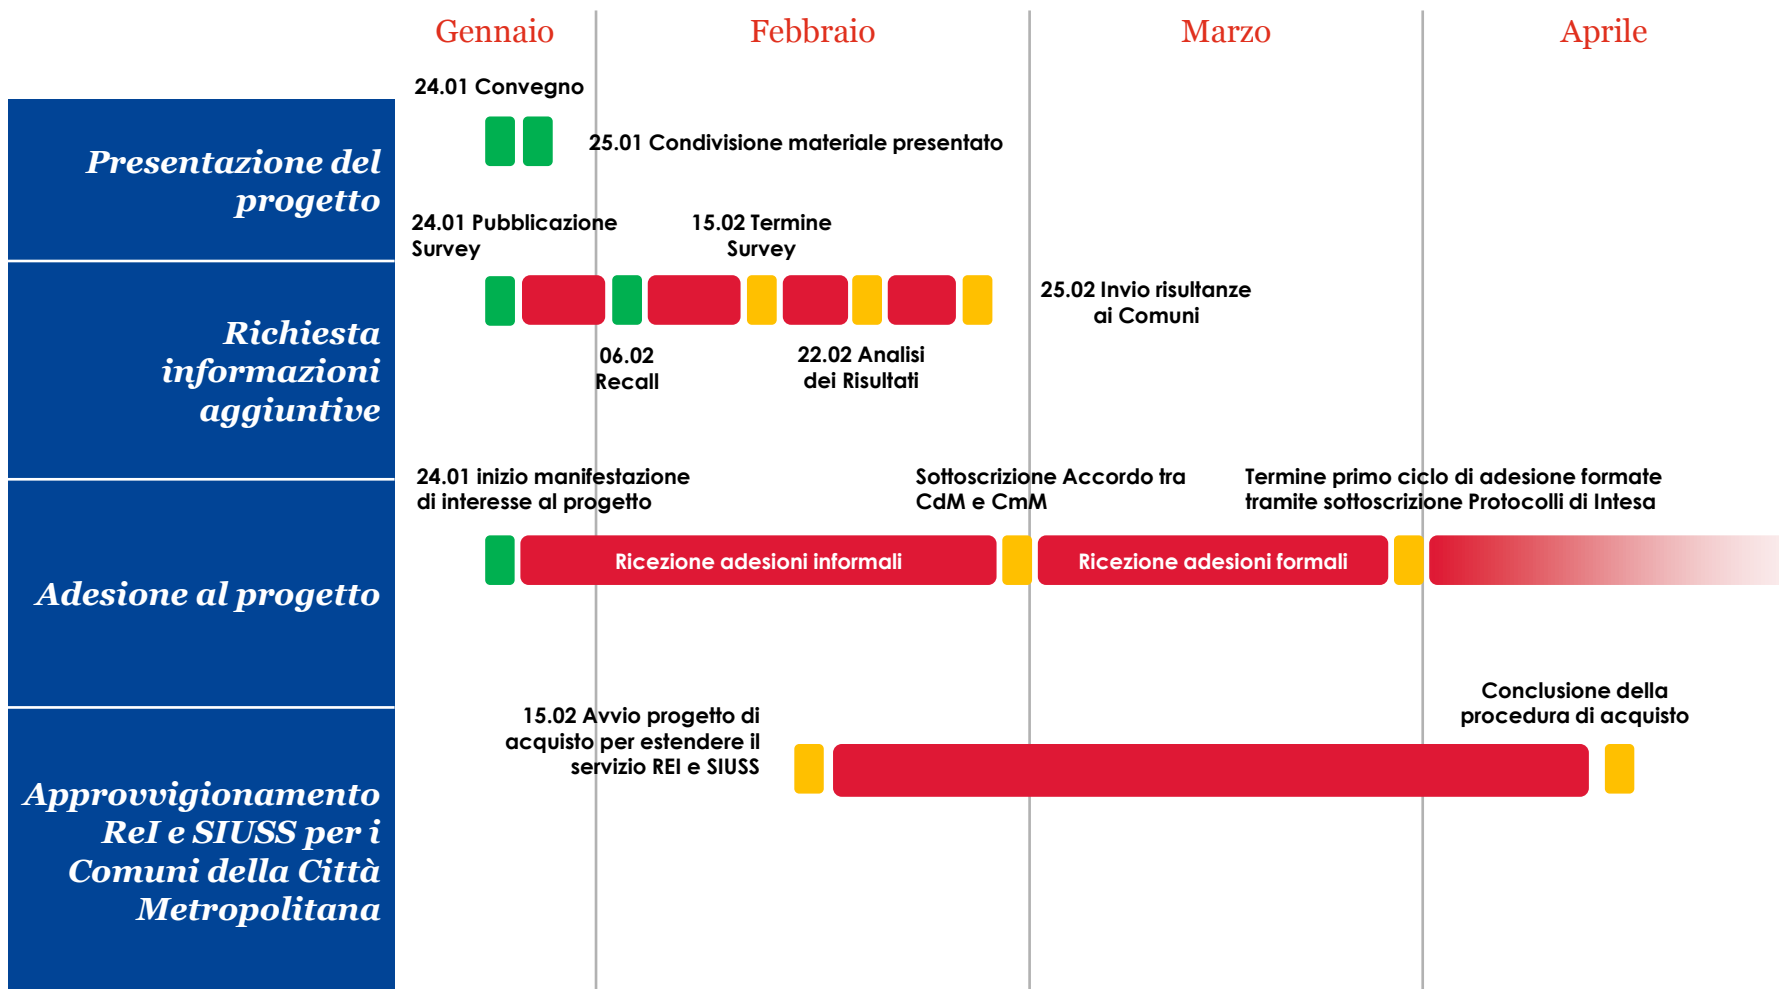 Gennaio
Febbraio
Marzo
Aprile
Presentazione del
progetto
24.01 Convegno
25.01 Condivisione materiale presentato
Richiesta
informazioni
aggiuntive
24.01 Pubblicazione
Survey
15.02 Termine
Survey
06.02
Recall
22.02 Analisi
dei Risultati
25.02 Invio risultanze
ai Comuni
Adesione al progetto
24.01 inizio manifestazione
di interesse al progetto
Sottoscrizione Accordo tra
CdM e CmM
Termine primo ciclo di adesione formate
tramite sottoscrizione Protocolli di Intesa
Ricezione adesioni informali
Ricezione adesioni formali
Approvvigionamento
ReI e SIUSS per i
Comuni della Città
Metropolitana
15.02 Avvio progetto di
acquisto per estendere il
servizio REI e SIUSS
Conclusione della
procedura di acquisto